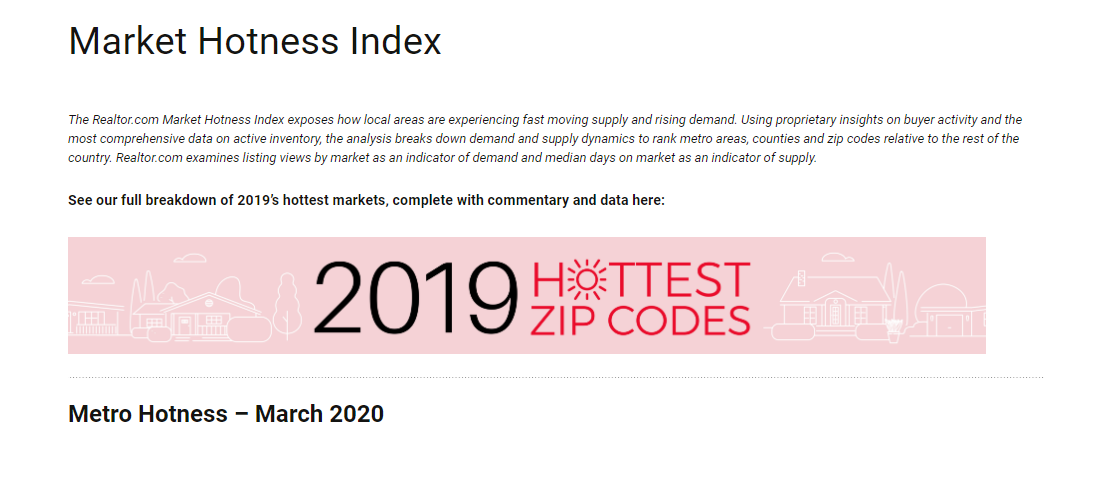 Market Hotness Index
The Realtor.com Market Hotness Index exposes how local areas are experiencing fast moving supply and rising demand. Using proprietary insights on buyer activity and the
most comprehensive data on active inventory, the analysis breaks down demand and supply dynamics to rank metro areas, counties and zip codes relative to the rest of the
country. Realtor.com examines listing views by market as an indicator of demand and median days on market as an indicator of supply.
See our full breakdown of 2019’s hottest markets, complete with commentary and data here:
2019 HOTTEST
ZIP CODES
Metro Hotness – March 2020